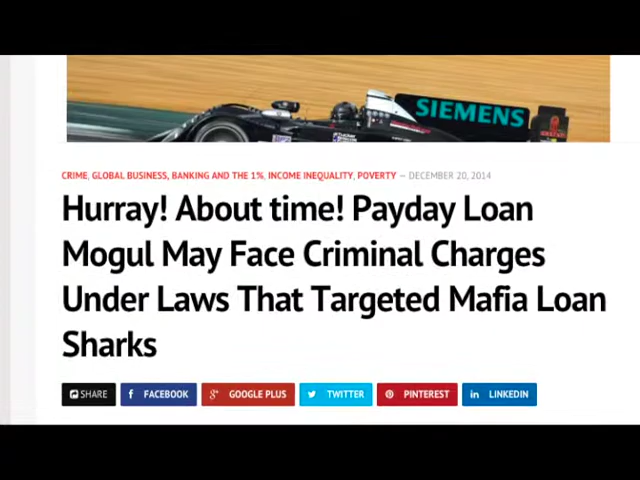 SIEMENS
CRIME, GLOBAL BUSINESS, BANKING AND THE 1%, INCOME INEQUALITY, POVERTY — DECEMBER 20, 2014
Hurray! About time! Payday Loan
Mogul May Face Criminal Charges
Under Laws That Targeted Mafia Loan
Sharks
SHARE
f FACEBOOK
g+ GOOGLE PLUS
TWITTER
PINTEREST
in LINKEDIN